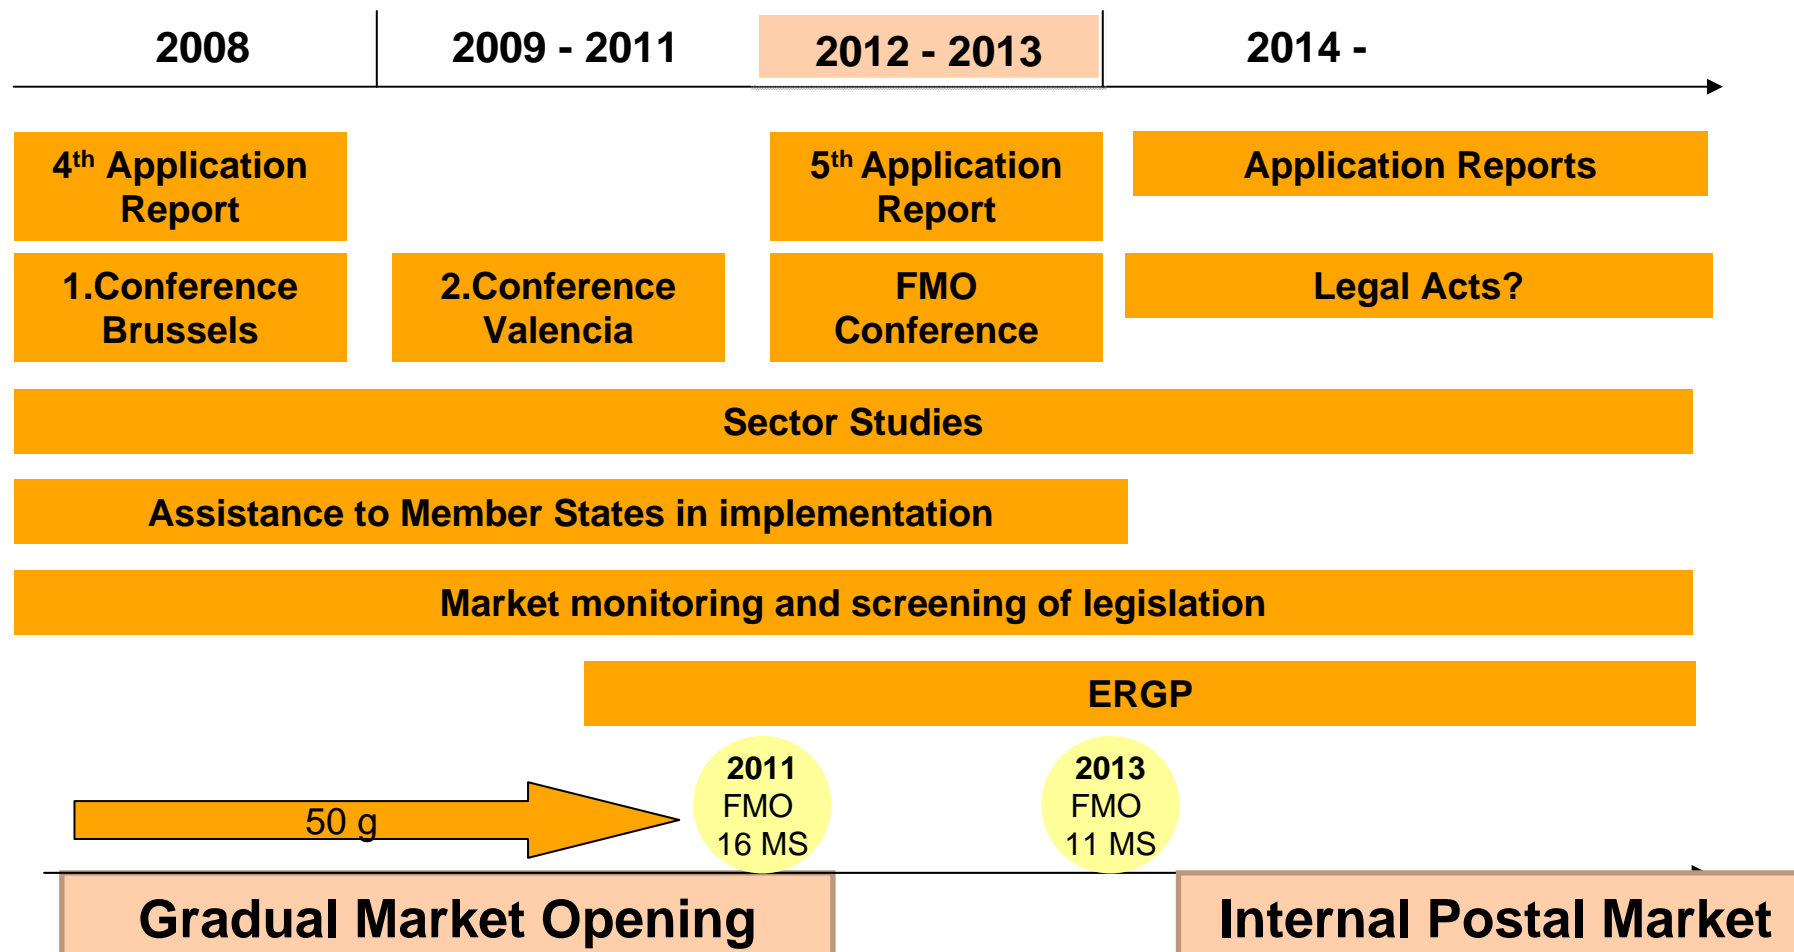 2008
2009 - 2011
2012 - 2013
2014 -
4th Application
Report
5th Application
Report
Application Reports
1.Conference
Brussels
2.Conference
Valencia
FMO
Conference
Legal Acts?
Sector Studies
Assistance to Member States in implementation
Market monitoring and screening of legislation
ERGP
50 g
2011
FMO
16 MS
2013
FMO
11 MS
Gradual Market Opening
Internal Postal Market